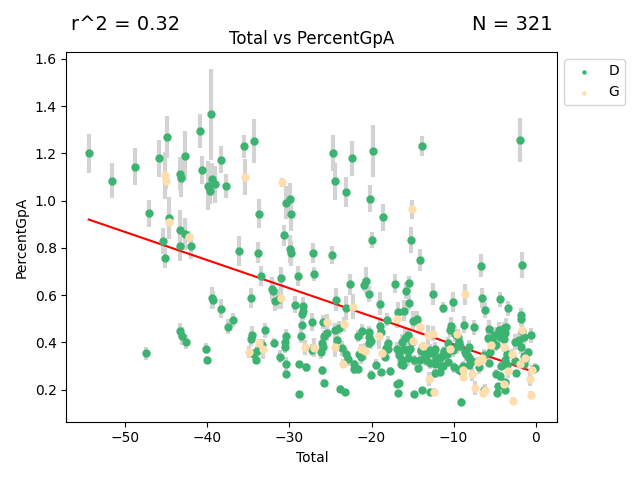 r^2 = 0.32
N = 321
Total vs PercentGpA
D
G
1.6
1.4
1.2
1.0
0.8
0.6
0.4
0.2
PercentGpA
−50
−40
−30
−20
−10
0
Total